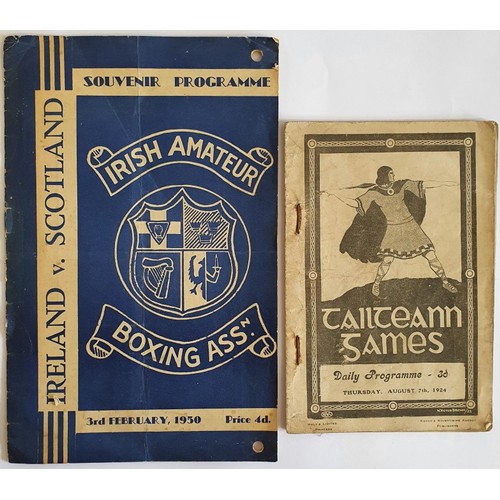 SOUVENIR PROGRAMME
IRELAND v. SCOTLAND
IRISH AMATEUR
BOXING ASSN.
3rd FEBRUARY, 1950 Price 4d.
TAILTEANN
GAMES
Daily Programme - 3d
THURSDAY, AUGUST 7th, 1924